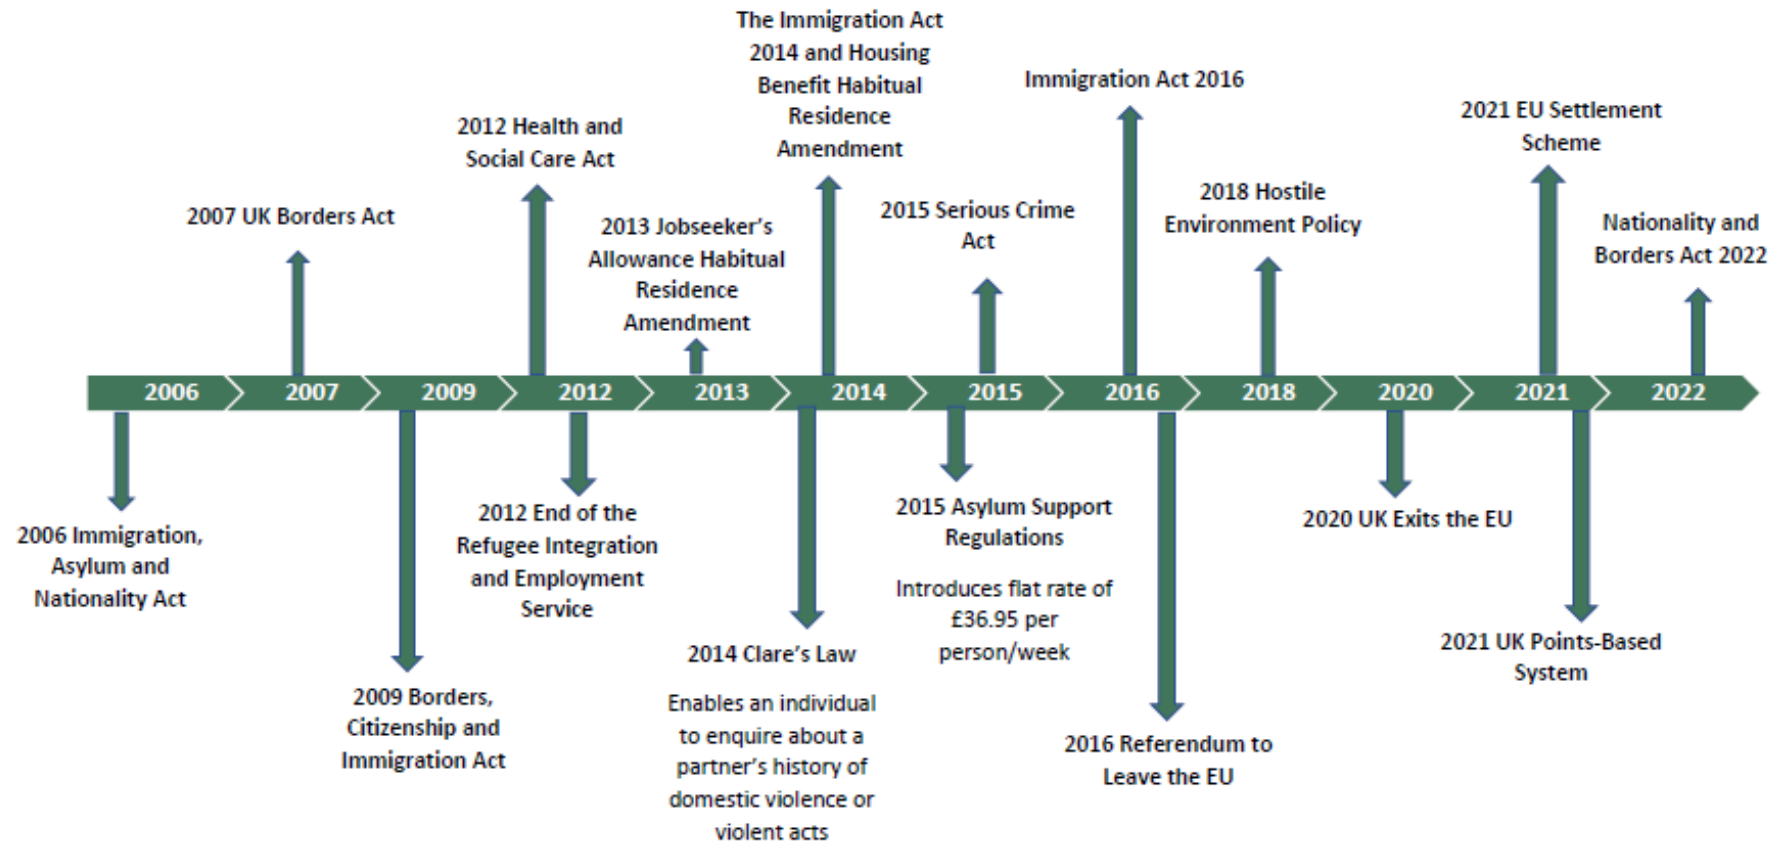 The Immigration Act
2014 and Housing
Benefit Habitual
Residence
Amendment
Immigration Act 2016
2021 EU Settlement
Scheme
2012 Health and
Social Care Act
2018 Hostile
Environment Policy
2007 UK Borders Act
2015 Serious Crime
Act
2013 Jobseeker's
Allowance Habitual
Residence
Amendment
Nationality and
Borders Act 2022
2006 2007 2009 2012 2013 2014 2015 2016 2018 2020 2021 2022
2006 Immigration,
Asylum and
Nationality Act
2009 Borders,
Citizenship and
Immigration Act
2012 End of the
Refugee Integration
and Employment
Service
2014 Clare's Law
Enables an individual
to enquire about a
partner's history of
domestic violence or
violent acts
2015 Asylum Support
Regulations
Introduces flat rate of
£36.95 per
person/week
2016 Referendum to
Leave the EU
2020 UK Exits the EU
2021 UK Points-Based
System